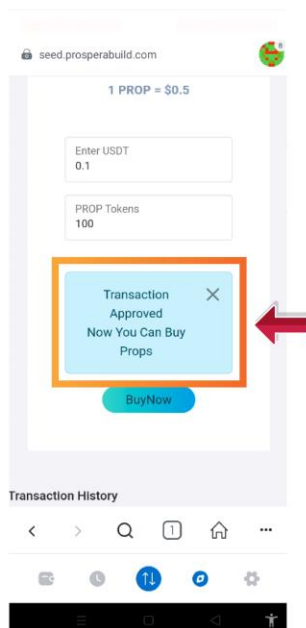 seed.prosperabuild.com
8
1 PROP = $0.5
Enter USDT
0.1
PROP Tokens
100
Transaction
Approved
Now You Can Buy
Props
BuyNow
Transaction History
1